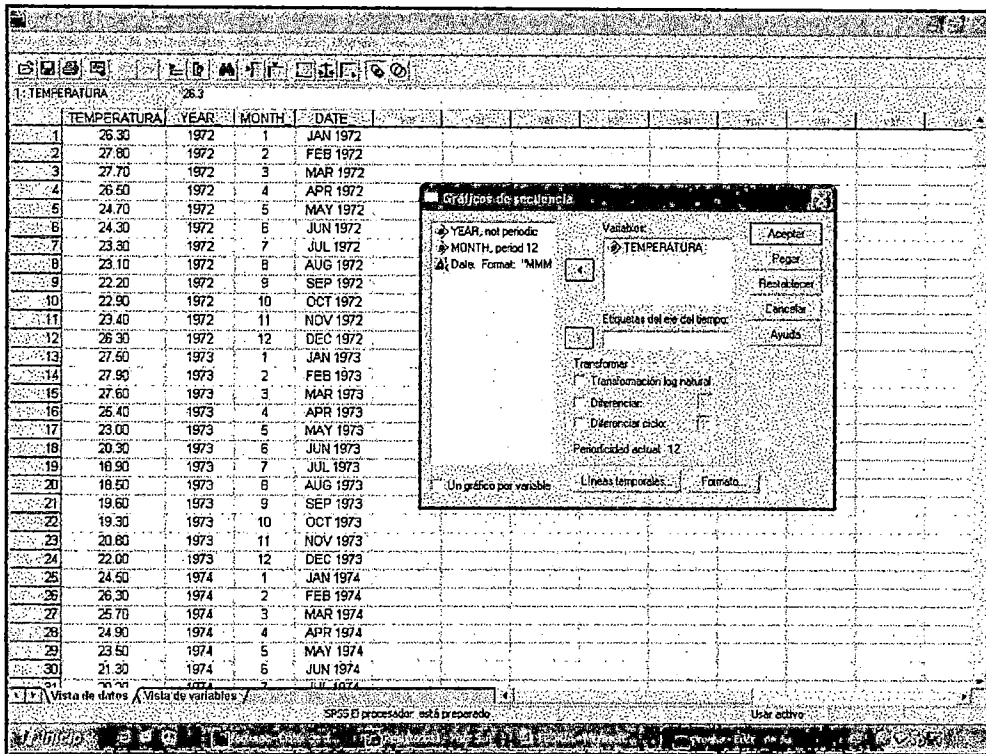 1 : TEMPERATURA 26.3
TEMPERATURA YEAR_ MONTH_ DATE_
1 26.30 1972 1 JAN 1972
2 27.80 1972 2 FEB 1972
3 27.70 1972 3 MAR 1972
4 26.50 1972 4 APR 1972
5 24.70 1972 5 MAY 1972
6 24.30 1972 6 JUN 1972
7 23.30 1972 7 JUL 1972
8 23.10 1972 8 AUG 1972
9 22.20 1972 9 SEP 1972
10 22.90 1972 10 OCT 1972
11 23.40 1972 11 NOV 1972
12 26.30 1972 12 DEC 1972
13 27.50 1973 1 JAN 1973
14 27.90 1973 2 FEB 1973
15 27.60 1973 3 MAR 1973
16 25.40 1973 4 APR 1973
17 23.00 1973 5 MAY 1973
18 20.30 1973 6 JUN 1973
19 18.90 1973 7 JUL 1973
20 18.50 1973 8 AUG 1973
21 19.60 1973 9 SEP 1973
22 19.30 1973 10 OCT 1973
23 20.80 1973 11 NOV 1973
24 22.00 1973 12 DEC 1973
25 24.50 1974 1 JAN 1974
26 26.30 1974 2 FEB 1974
27 25.70 1974 3 MAR 1974
28 24.90 1974 4 APR 1974
29 23.50 1974 5 MAY 1974
30 21.30 1974 6 JUN 1974
Gráficos de secuencia
YEAR, not periodic
MONTH, period 12
Date. Format: "MMM
Variables:
TEMPERATURA
Etiquetas del eje del tiempo:
Transformar
Transformación log natural
Diferenciar:
Diferenciar ciclo:
Periodicidad actual: 12
Un gráfico por variable
Líneas temporales...
Formato...
Aceptar
Pegar
Restablecer
Cancelar
Ayuda
Vista de datos
Vista de variables
SPSS El procesador está preparado
Usar activo
Inicio